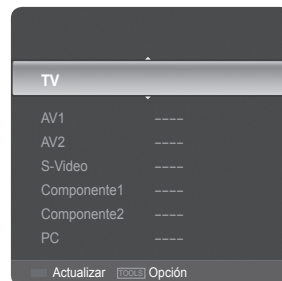 TV
AV1 ----
AV2 ----
S-Video ----
Componente1 ----
Componente2 ----
PC ----
Actualizar TOOLS Opción